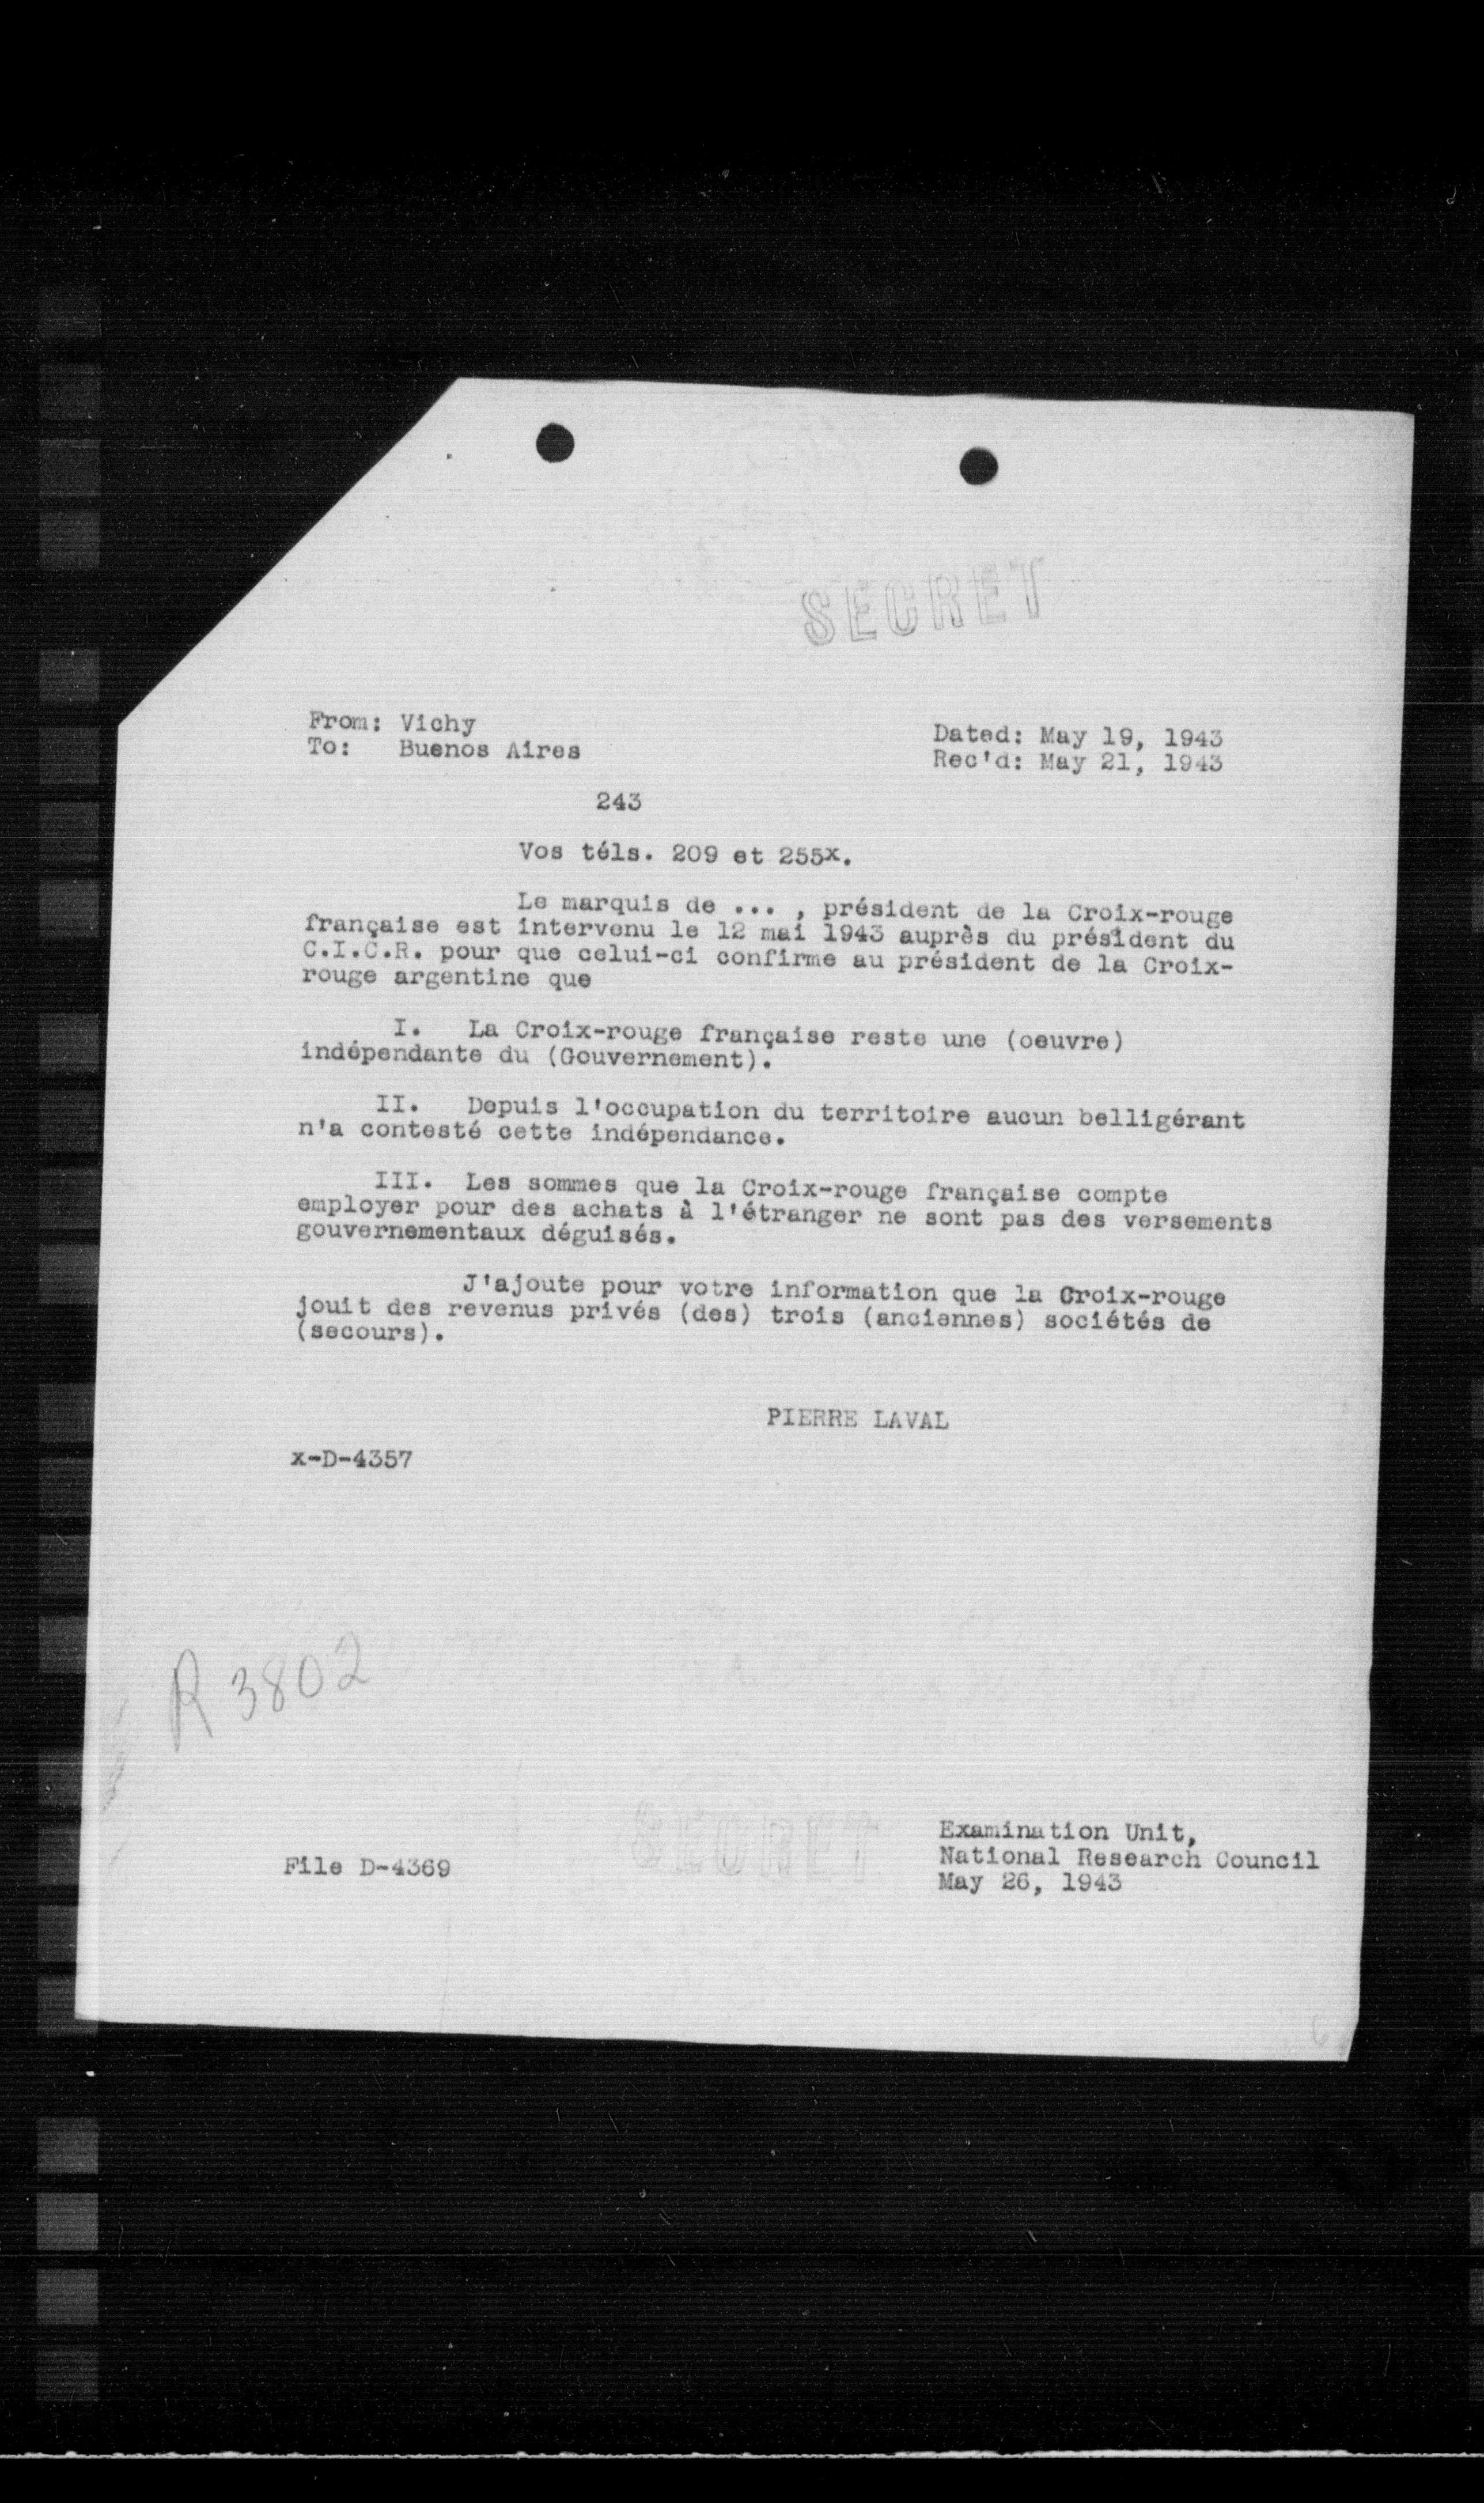 SECRET
From: Vichy
To: Buenos Aires
Dated: May 19, 1943
Rec'd: May 21, 1943
243
Vos téls. 209 et 255x.
Le marquis de ... , président de la Croix-rouge
française est intervenu le 12 mai 1943 auprès du président du
C.I.C.R. pour que celui-ci confirme au président de la Croix-
rouge argentine que
I. La Croix-rouge française reste une (oeuvre)
indépendante du (Gouvernement).
II. Depuis l'occupation du territoire aucun belligérant
n'a contesté cette indépendance.
III. Les sommes que la Croix-rouge française compte
employer pour des achats à l'étranger ne sont pas des versements
gouvernementaux déguisés.
J'ajoute pour votre information que la Croix-rouge
jouit des revenus privés (des) trois (anciennes) sociétés de
(secours).
PIERRE LAVAL
x-D-4357
R 3802
SECRET
File D-4369
Examination Unit,
National Research Council
May 26, 1943
6